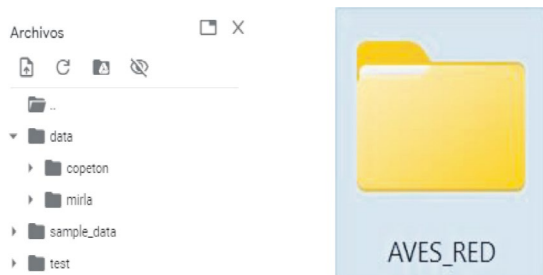 Archivos
..
data
copeton
mirla
sample_data
test
AVES_RED